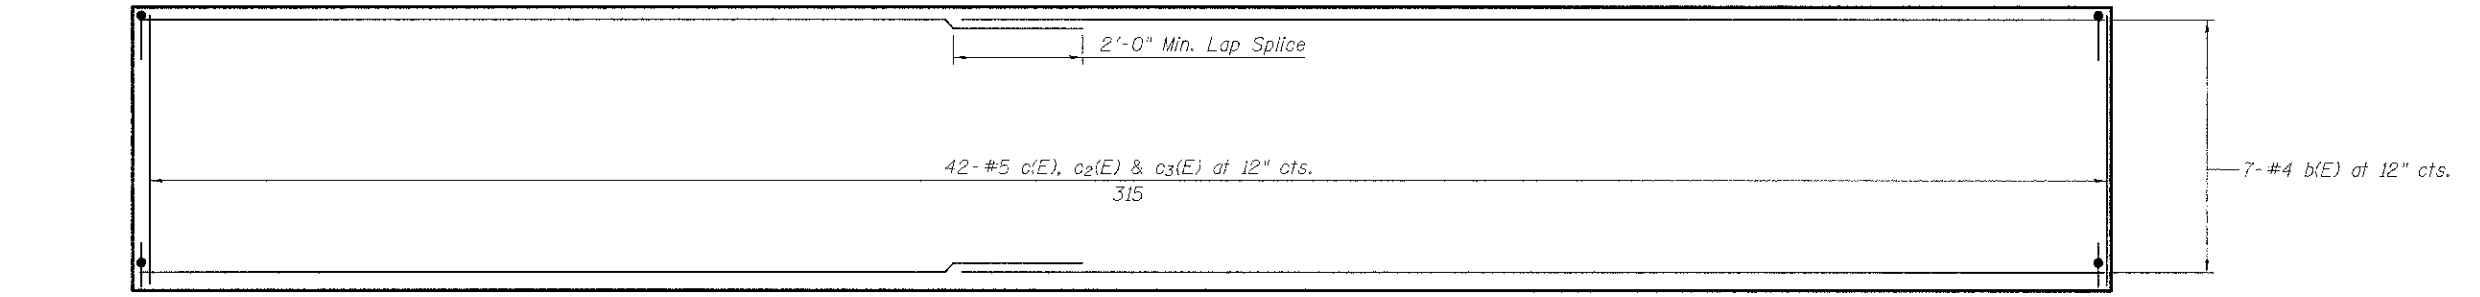 2'-0" Min. Lap Splice
42-#5 c(E), c2(E) & c3(E) at 12" cts.
315
7-#4 b(E) at 12" cts.